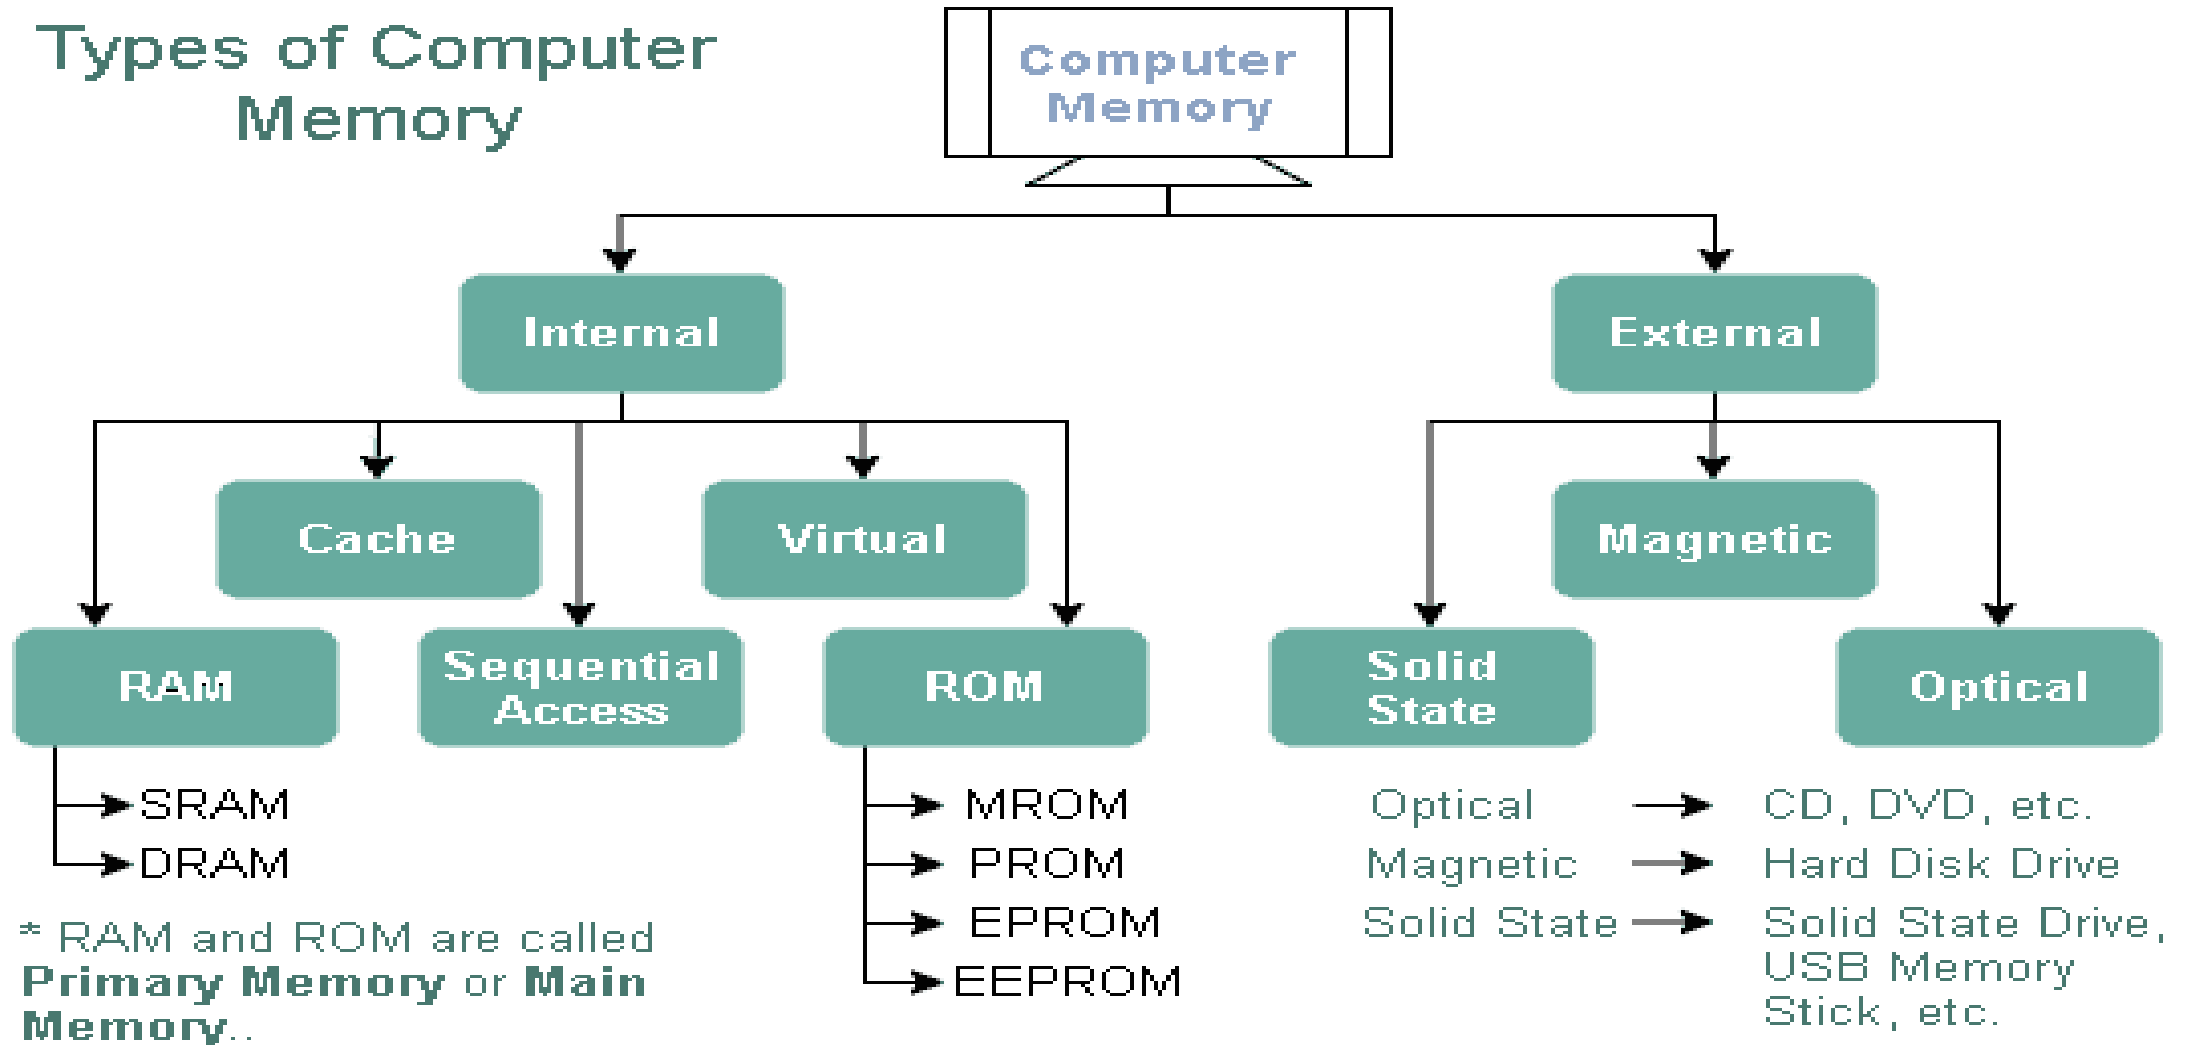 Types of Computer
Memory
Computer
Memory
Internal
External
Cache
Virtual
Magnetic
RAM
Sequential
Access
ROM
Solid
State
Optical
SRAM
DRAM
MROM
PROM
EPROM
EEPROM
* RAM and ROM are called
Primary Memory or Main
Memory..
Optical CD, DVD, etc.
Magnetic Hard Disk Drive
Solid State Solid State Drive,
USB Memory
Stick, etc.